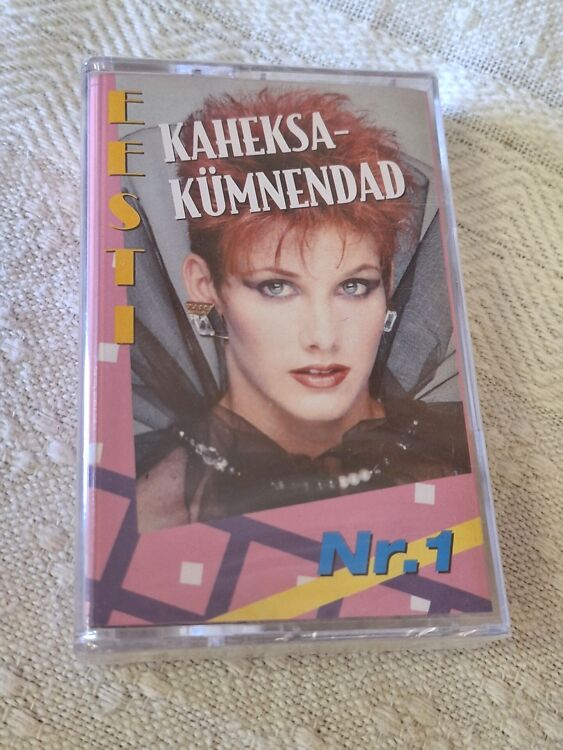 EESTI
KAHEKSA-
KÜMNENDAD
Nr.1